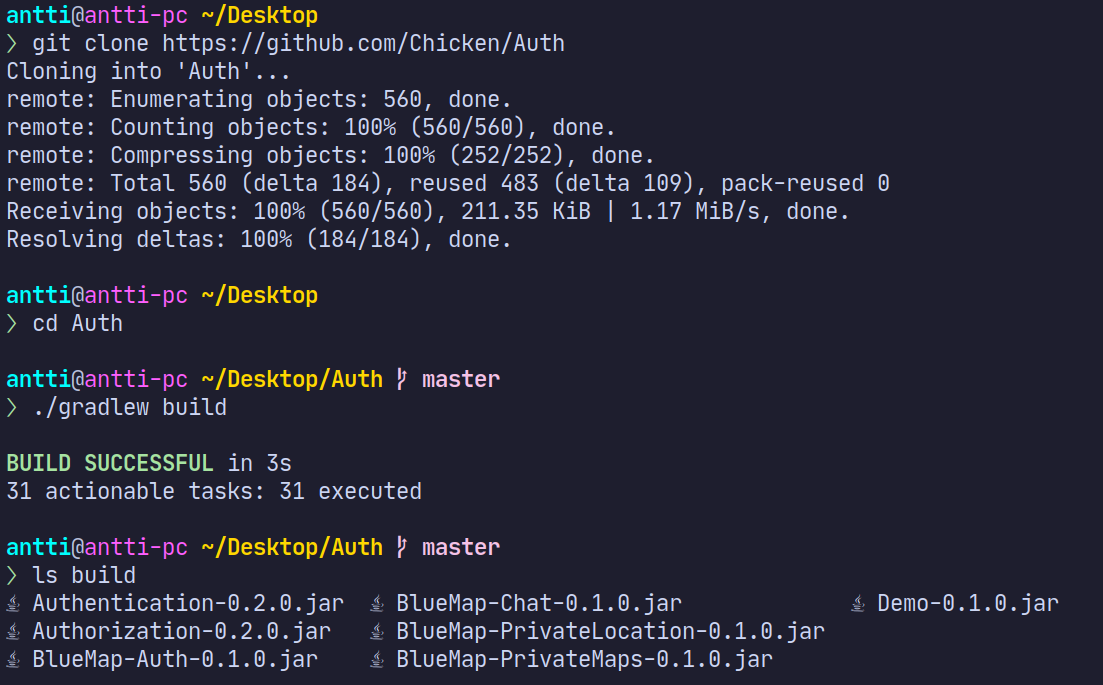 antti@antti-pc ~/Desktop
❯ git clone https://github.com/Chicken/Auth
Cloning into 'Auth'...
remote: Enumerating objects: 560, done.
remote: Counting objects: 100% (560/560), done.
remote: Compressing objects: 100% (252/252), done.
remote: Total 560 (delta 184), reused 483 (delta 109), pack-reused 0
Receiving objects: 100% (560/560), 211.35 KiB | 1.17 MiB/s, done.
Resolving deltas: 100% (184/184), done.
antti@antti-pc ~/Desktop
❯ cd Auth
antti@antti-pc ~/Desktop/Auth master
❯ ./gradlew build
BUILD SUCCESSFUL in 3s
31 actionable tasks: 31 executed
antti@antti-pc ~/Desktop/Auth master
❯ ls build
Authentication-0.2.0.jar BlueMap-Chat-0.1.0.jar Demo-0.1.0.jar
Authorization-0.2.0.jar BlueMap-PrivateLocation-0.1.0.jar
BlueMap-Auth-0.1.0.jar BlueMap-PrivateMaps-0.1.0.jar